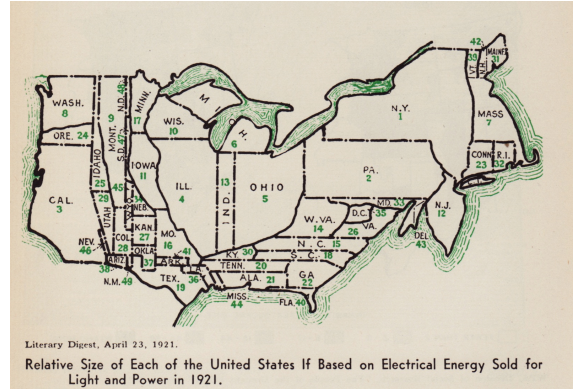 WASH.
8
ORE. 24
CAL.
3
NEV.
46
IDAHO
25
29
UTAH
9
MONT.
45
N.D. 48
S.D. 47
COL.
28
ARIZ.
38
N.M. 49
MINN.
17
IOWA
11
NEB.
KAN.
27
OKLA.
37
TEX. 19
WIS.
10
MICH.
6
ILL.
4
MO.
16
ARK.
41
36
IND.
13
OHIO
5
KY. 30
TENN. 20
ALA. 21
MISS.
44
GA
22
FLA. 40
N.Y.
1
PA.
2
W.VA.
14
MD. 33
D.C. 35
VA.
26
N. C. 15
S. C. 18
DEL.
43
N.J.
12
42
39
VT.
N.H.
MAINE
31
MASS
7
CONN
23
R.I.
32
Literary Digest, April 23, 1921.
Relative Size of Each of the United States If Based on Electrical Energy Sold for
Light and Power in 1921.